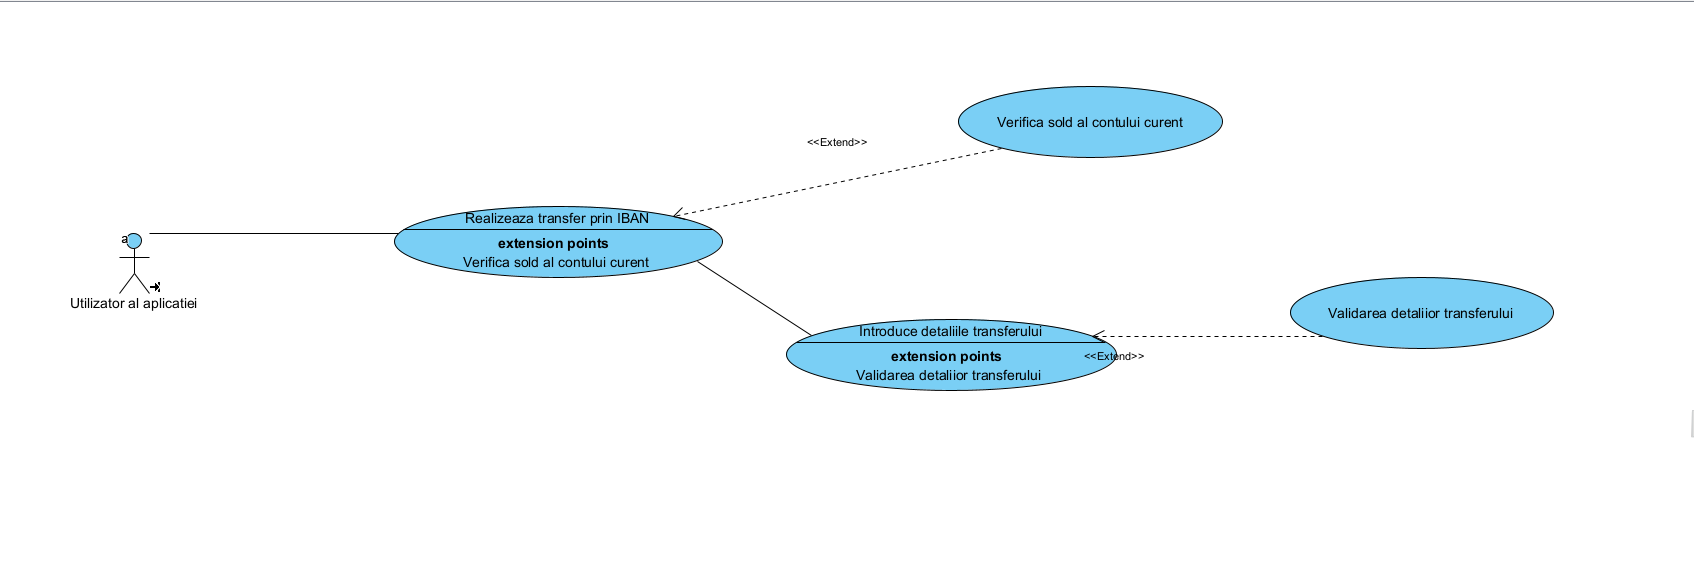 Verifica sold al contului curent
<<Extend>>
Realizeaza transfer prin IBAN
extension points
Verifica sold al contului curent
a
Utilizator al aplicatiei
Validarea detaliior transferului
Introduce detaliile transferului
extension points
<<Extend>>
Validarea detaliior transferului